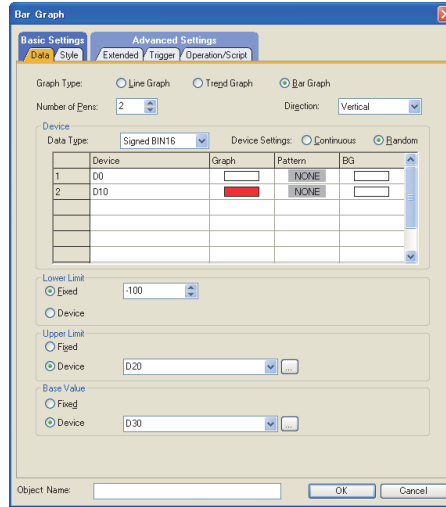 Bar Graph
Basic Settings Advanced Settings
Data Style Extended Trigger Operation/Script
Graph Type: Line Graph Trend Graph Bar Graph
Number of Pens: 2 Direction: Vertical
Device
Data Type: Signed BIN16 Device Settings: Continuous Random
Device Graph Pattern BG
1 D0 NONE
2 D10 NONE
Lower Limit
Fixed -100
Device
Upper Limit
Fixed
Device D20 ...
Base Value
Fixed
Device D30 ...
Object Name: OK Cancel